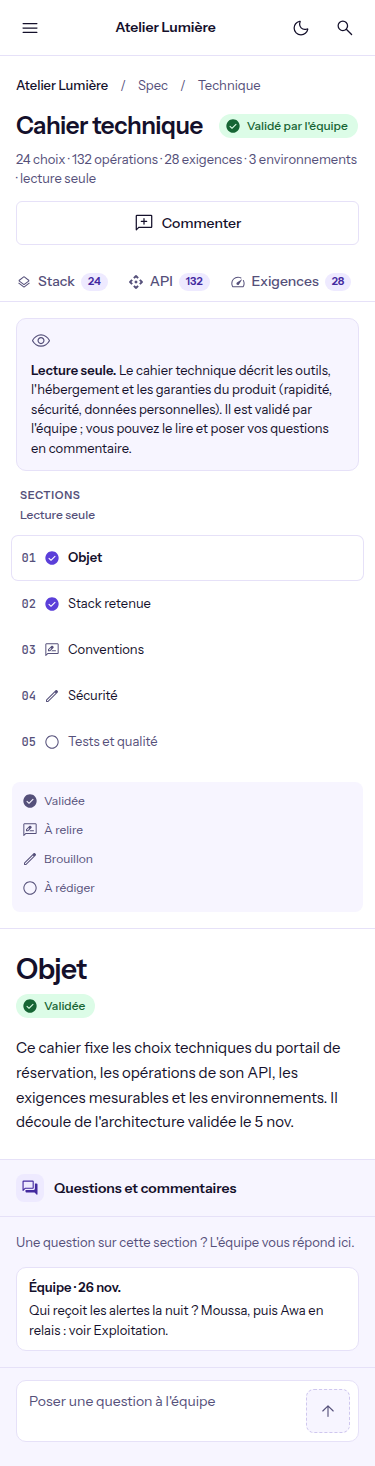 Atelier Lumière
Atelier Lumière / Spec / Technique
Cahier technique
Validé par l'équipe
24 choix · 132 opérations · 28 exigences · 3 environnements
· lecture seule
Commenter
Stack 24 API 132 Exigences 28
Lecture seule. Le cahier technique décrit les outils,
l'hébergement et les garanties du produit (rapidité,
sécurité, données personnelles). Il est validé par
l'équipe ; vous pouvez le lire et poser vos questions
en commentaire.
SECTIONS
Lecture seule
01 Objet
02 Stack retenue
03 Conventions
04 Sécurité
05 Tests et qualité
Validée
À relire
Brouillon
À rédiger
Objet
Validée
Ce cahier fixe les choix techniques du portail de
réservation, les opérations de son API, les
exigences mesurables et les environnements. Il
découle de l'architecture validée le 5 nov.
Questions et commentaires
Une question sur cette section ? L'équipe vous répond ici.
Équipe · 26 nov.
Qui reçoit les alertes la nuit ? Moussa, puis Awa en
relais : voir Exploitation.
Poser une question à l'équipe